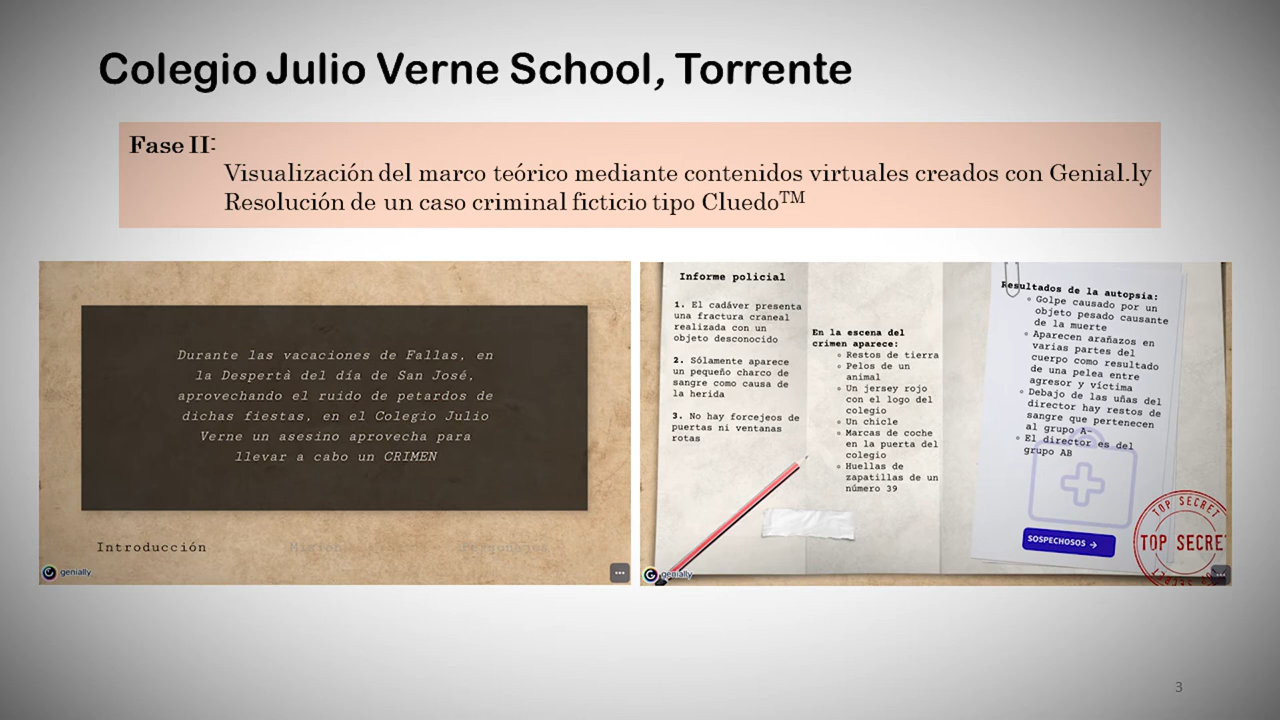 Colegio Julio Verne School, Torrente
Fase II:
Visualización del marco teórico mediante contenidos virtuales creados con Genial.ly
Resolución de un caso criminal ficticio tipo Cluedo™
Durante las vacaciones de Fallas, en
la Despertà del día de San José,
aprovechando el ruido de petardos de
dichas fiestas, en el Colegio Julio
Verne un asesino aprovecha para
llevar a cabo un CRIMEN
Introducción
genially
Informe policial
1. El cadáver presenta
una fractura craneal
realizada con un
objeto desconocido
2. Sólamente aparece
un pequeño charco de
sangre como causa de
la herida
3. No hay forcejeos de
puertas ni ventanas
rotas
En la escena del
crimen aparece:
Restos de tierra
Pelos de un
animal
Un jersey rojo
con el logo del
colegio
Un chicle
Marcas de coche
en la puerta del
colegio
Huellas de
zapatillas de un
número 39
Resultados de la autopsia:
Golpe causado por un
objeto pesado causante
de la muerte
Aparecen arañazos en
varias partes del
cuerpo como resultado
de una pelea entre
agresor y víctima
Debajo de las uñas del
director hay restos de
sangre que pertenecen
al grupo A-
El director es del
grupo AB
SOSPECHOSOS →
TOP SECRET
TOP SECRE
genially
3